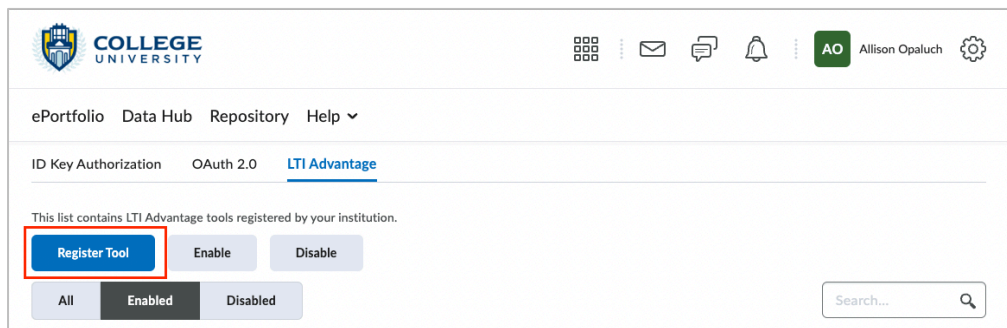 COLLEGE
UNIVERSITY
AO Allison Opaluch
ePortfolio Data Hub Repository Help
ID Key Authorization OAuth 2.0 LTI Advantage
This list contains LTI Advantage tools registered by your institution.
Register Tool Enable Disable
All Enabled Disabled Search...